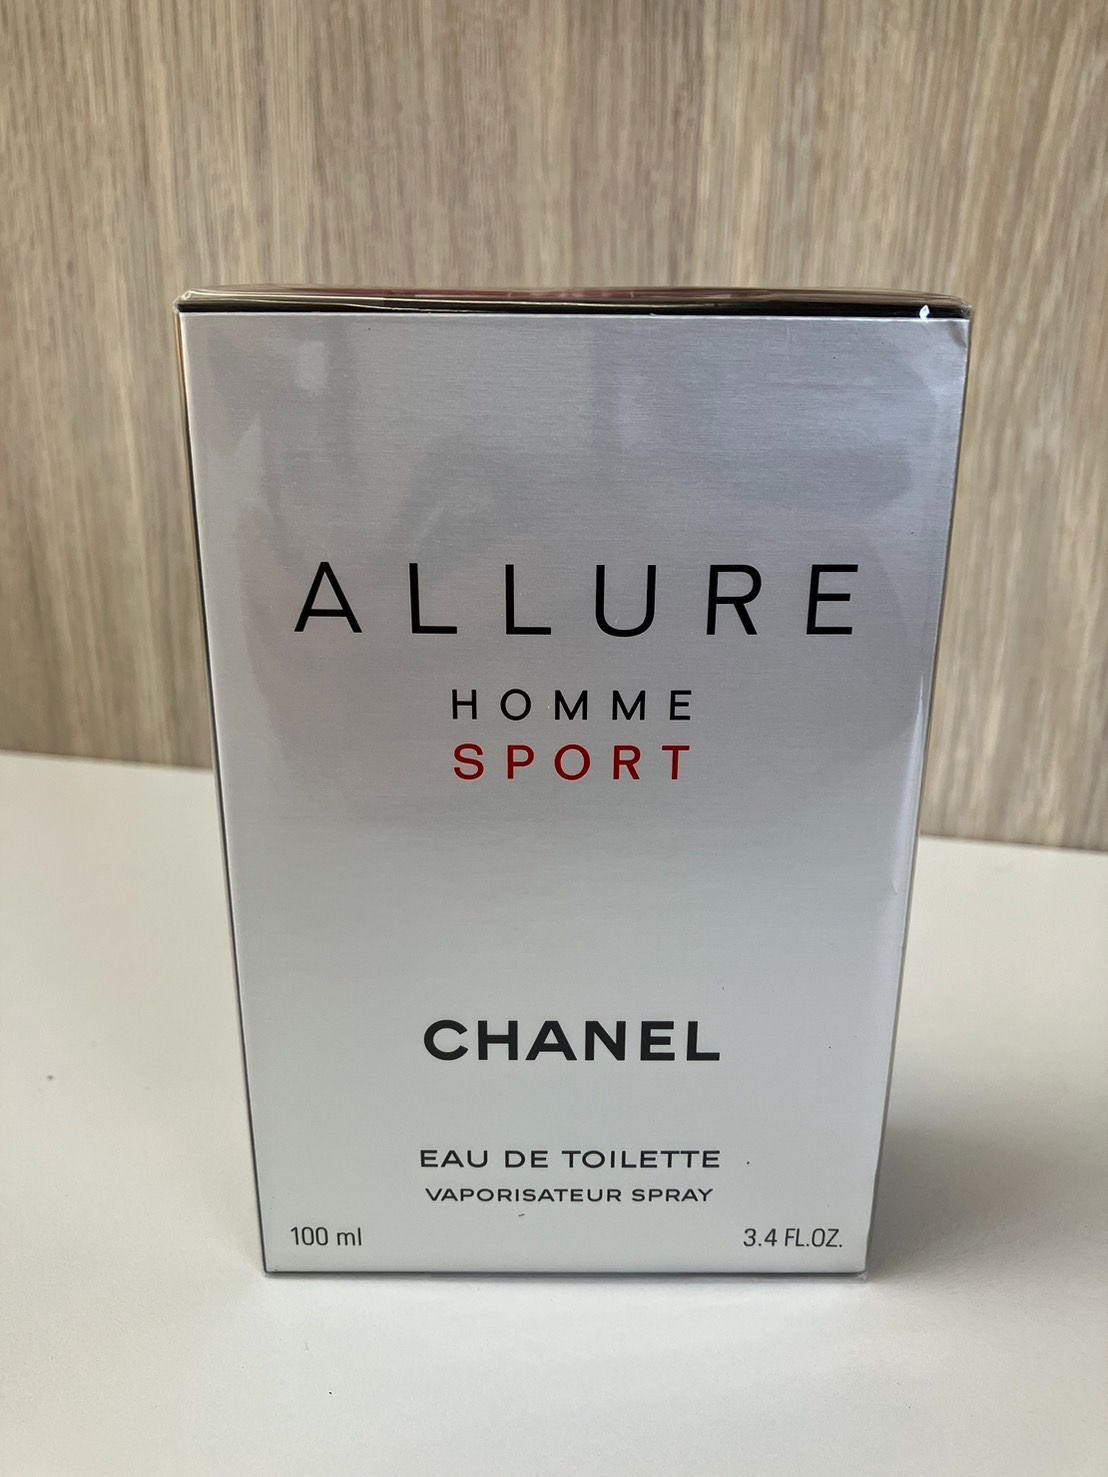 ALLURE
HOMME
SPORT
CHANEL
EAU DE TOILETTE
VAPORISATEUR SPRAY
100 ml 3.4 FL.OZ.